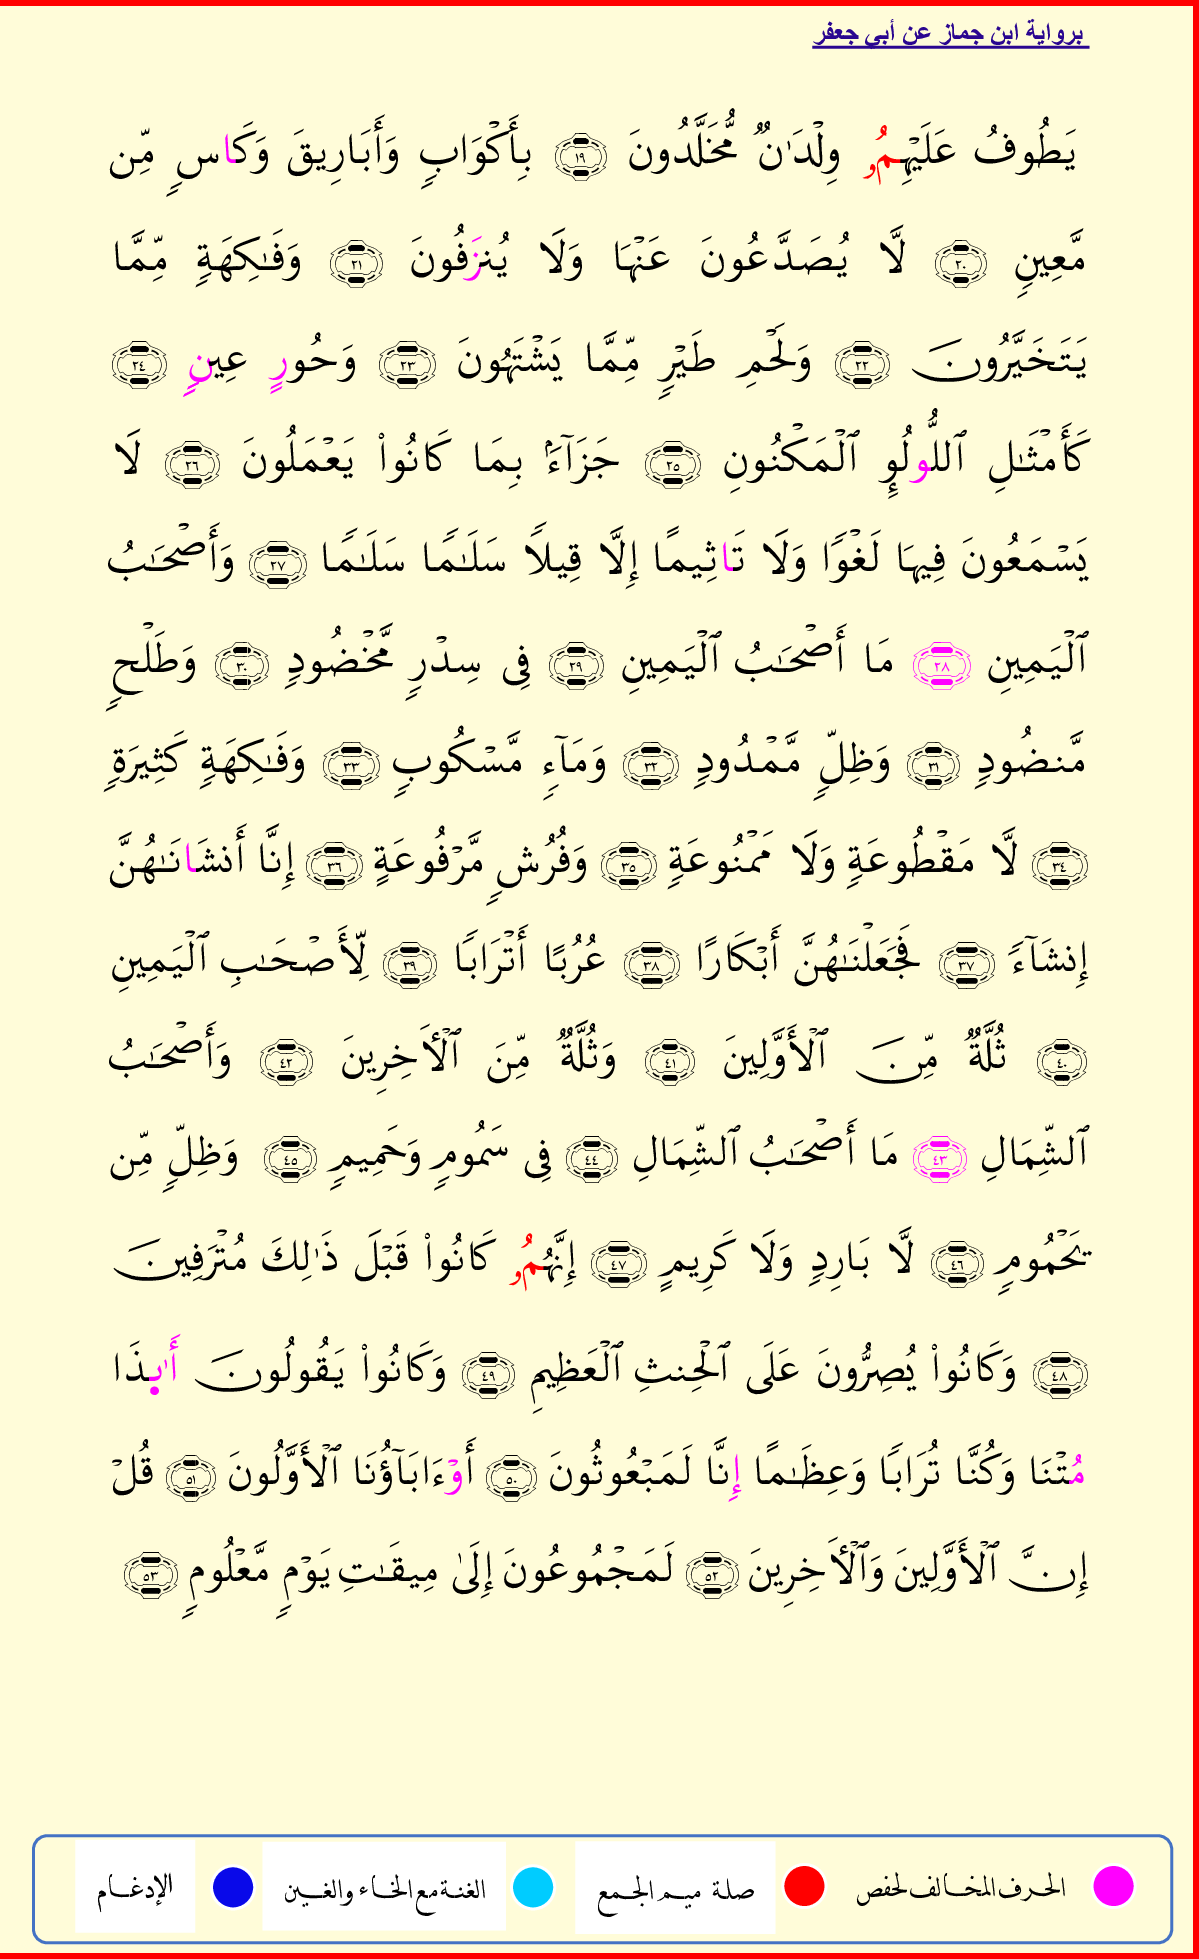 برواية ابن جماز عن أبي جعفر
يَطُوفُ عَلَيْهِمُۥ وِلْدَٰنٌ مُّخَلَّدُونَ ١٩ بِأَكْوَابٍ وَأَبَارِيقَ وَكَاسٍ مِّن
مَّعِينٍ ٢٠ لَّا يُصَدَّعُونَ عَنْهَا وَلَا يُنزَفُونَ ٢١ وَفَٰكِهَةٍ مِّمَّا
يَتَخَيَّرُونَ ٢٢ وَلَحْمِ طَيْرٍ مِّمَّا يَشْتَهُونَ ٢٣ وَحُورٍ عِينٍ ٢٤
كَأَمْثَٰلِ ٱللُّولُوِٕ ٱلْمَكْنُونِ ٢٥ جَزَآءَۢ بِمَا كَانُوا۟ يَعْمَلُونَ ٢٦ لَا
يَسْمَعُونَ فِيهَا لَغْوًا وَلَا تَاثِيمًا إِلَّا قِيلًا سَلَٰمًا سَلَٰمًا ٢٧ وَأَصْحَٰبُ
ٱلْيَمِينِ ٢٨ مَا أَصْحَٰبُ ٱلْيَمِينِ ٢٩ فِى سِدْرٍ مَّخْضُودٍ ٣٠ وَطَلْحٍ
مَّنضُودٍ ٣١ وَظِلٍّ مَّمْدُودٍ ٣٢ وَمَآءٍ مَّسْكُوبٍ ٣٣ وَفَٰكِهَةٍ كَثِيرَةٍ
٣٤ لَّا مَقْطُوعَةٍ وَلَا مَمْنُوعَةٍ ٣٥ وَفُرُشٍ مَّرْفُوعَةٍ ٣٦ إِنَّا أَنشَانَٰهُنَّ
إِنشَآءً ٣٧ فَجَعَلْنَٰهُنَّ أَبْكَارًا ٣٨ عُرُبًا أَتْرَابًا ٣٩ لِّأَصْحَٰبِ ٱلْيَمِينِ
٤٠ ثُلَّةٌ مِّنَ ٱلْأَوَّلِينَ ٤١ وَثُلَّةٌ مِّنَ ٱلْأَخِرِينَ ٤٢ وَأَصْحَٰبُ
ٱلشِّمَالِ ٤٣ مَا أَصْحَٰبُ ٱلشِّمَالِ ٤٤ فِى سَمُومٍ وَحَمِيمٍ ٤٥ وَظِلٍّ مِّن
يَحْمُومٍ ٤٦ لَّا بَارِدٍ وَلَا كَرِيمٍ ٤٧ إِنَّهُمُۥ كَانُوا۟ قَبْلَ ذَٰلِكَ مُتْرَفِينَ
٤٨ وَكَانُوا۟ يُصِرُّونَ عَلَى ٱلْحِنثِ ٱلْعَظِيمِ ٤٩ وَكَانُوا۟ يَقُولُونَ أَٰيذَا
مُتْنَا وَكُنَّا تُرَابًا وَعِظَٰمًا إِنَّا لَمَبْعُوثُونَ ٥٠ أَوْءَابَآؤُنَا ٱلْأَوَّلُونَ ٥١ قُلْ
إِنَّ ٱلْأَوَّلِينَ وَٱلْأَخِرِينَ ٥٢ لَمَجْمُوعُونَ إِلَىٰ مِيقَٰتِ يَوْمٍ مَّعْلُومٍ ٥٣
الحرف المخالف لحفص صلة ميم الجمع الغنة مع الخاء والغين الإدغام